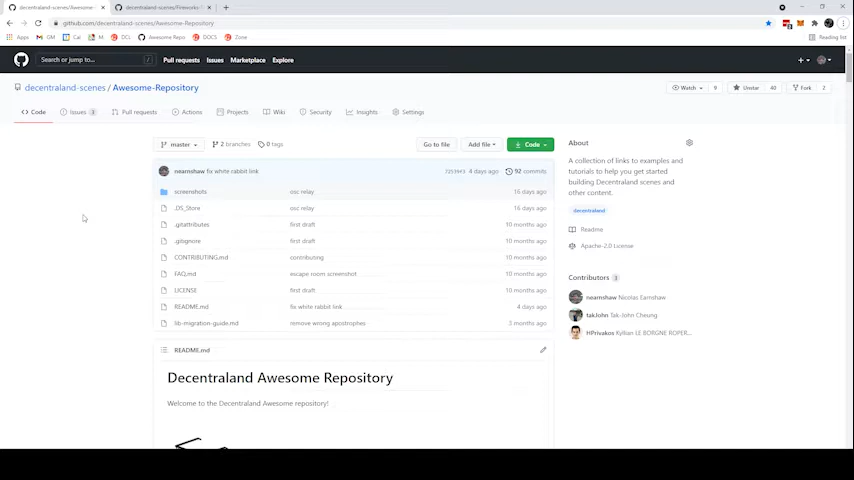 decentraland-scenes/Awesome-
decentraland-scenes/Fireworks-
github.com/decentraland-scenes/Awesome-Repository
Apps GM Cal M. DCL Awesome Repo DOCS Zone Reading list
Search or jump to... / Pull requests Issues Marketplace Explore
decentraland-scenes / Awesome-Repository
Watch 9 Unstar 40 Fork 2
Code Issues 3 Pull requests Actions Projects Wiki Security Insights Settings
master 2 branches 0 tags Go to file Add file Code
nearnshaw fix white rabbit link 4 days ago 92 commits
screenshots osc relay 16 days ago
.DS_Store osc relay 16 days ago
.gitattributes first draft 10 months ago
.gitignore first draft 10 months ago
CONTRIBUTING.md contributing 10 months ago
FAQ.md escape room screenshot 10 months ago
LICENSE first draft 10 months ago
README.md fix white rabbit link 4 days ago
lib-migration-guide.md remove wrong apostrophes 3 months ago
README.md
Decentraland Awesome Repository
Welcome to the Decentraland Awesome repository!
About
A collection of links to examples and
tutorials to help you get started
building Decentraland scenes and
other content.
decentraland
Readme
Apache-2.0 License
Contributors 3
nearnshaw Nicolas Earnshaw
takJohn Tak-John Cheung
HPrivakos Kyllian LE BORGNE ROPER...